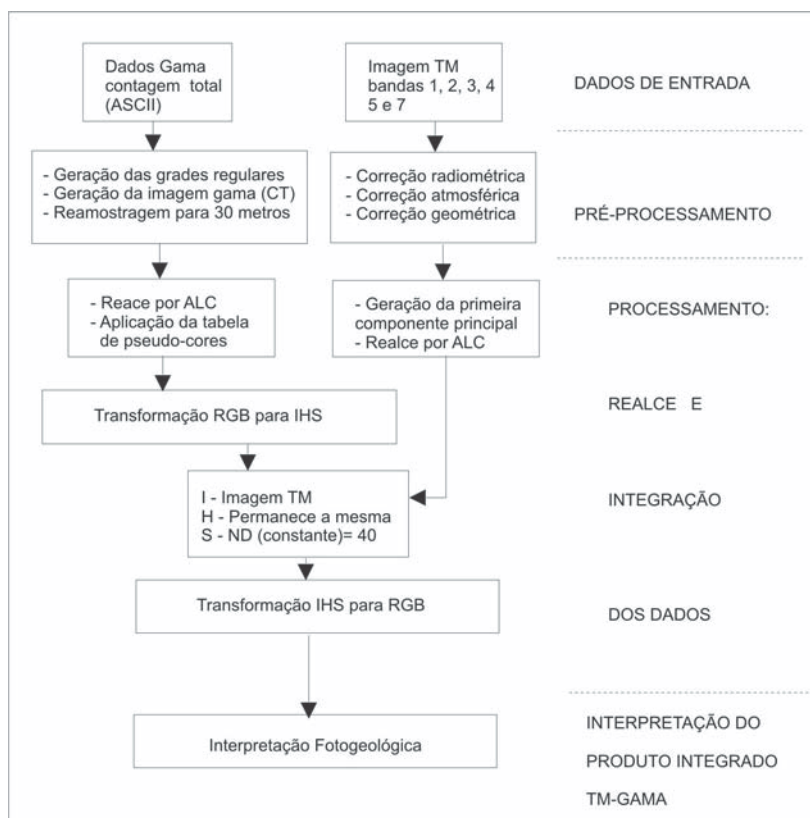 Dados Gama
contagem total
(ASCII)
Imagem TM
bandas 1, 2, 3, 4
5 e 7
DADOS DE ENTRADA
- Geração das grades regulares
- Geração da imagem gama (CT)
- Reamostragem para 30 metros
- Correção radiométrica
- Correção atmosférica
- Correção geométrica
PRÉ-PROCESSAMENTO
- Reace por ALC
- Aplicação da tabela
de pseudo-cores
- Geração da primeira
componente principal
- Realce por ALC
PROCESSAMENTO:
Transformação RGB para IHS
REALCE E
I - Imagem TM
H - Permanece a mesma
S - ND (constante)= 40
INTEGRAÇÃO
Transformação IHS para RGB
DOS DADOS
Interpretação Fotogeológica
INTERPRETAÇÃO DO
PRODUTO INTEGRADO
TM-GAMA